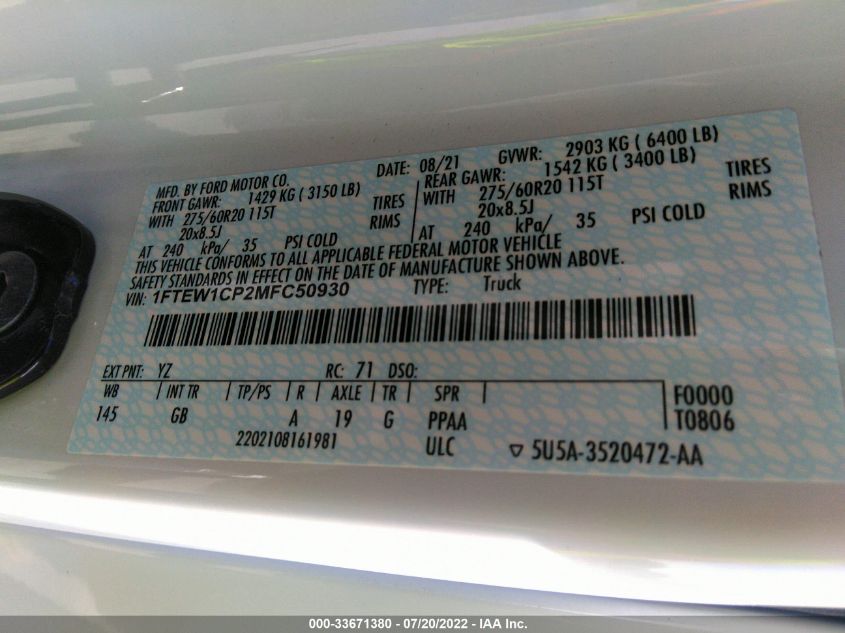 MFD. BY FORD MOTOR CO. DATE: 08/21 GVWR: 2903 KG ( 6400 LB)
FRONT GAWR: 1429 KG ( 3150 LB) REAR GAWR: 1542 KG ( 3400 LB)
WITH 275/60R20 115T TIRES WITH 275/60R20 115T TIRES
20x8.5J RIMS 20x8.5J RIMS
AT 240 kPa/ 35 PSI COLD AT 240 kPa/ 35 PSI COLD
THIS VEHICLE CONFORMS TO ALL APPLICABLE FEDERAL MOTOR VEHICLE
SAFETY STANDARDS IN EFFECT ON THE DATE OF MANUFACTURE SHOWN ABOVE.
VIN: 1FTEW1CP2MFC50930 TYPE: Truck
EXT PNT: YZ RC: 71 DSO:
WB | INT TR | TP/PS | R | AXLE | TR | SPR | F0000
145 GB A 19 G PPAA T0806
2202108161981 ULC ▽ 5U5A-3520472-AA
000-33671380 - 07/20/2022 - IAA Inc.